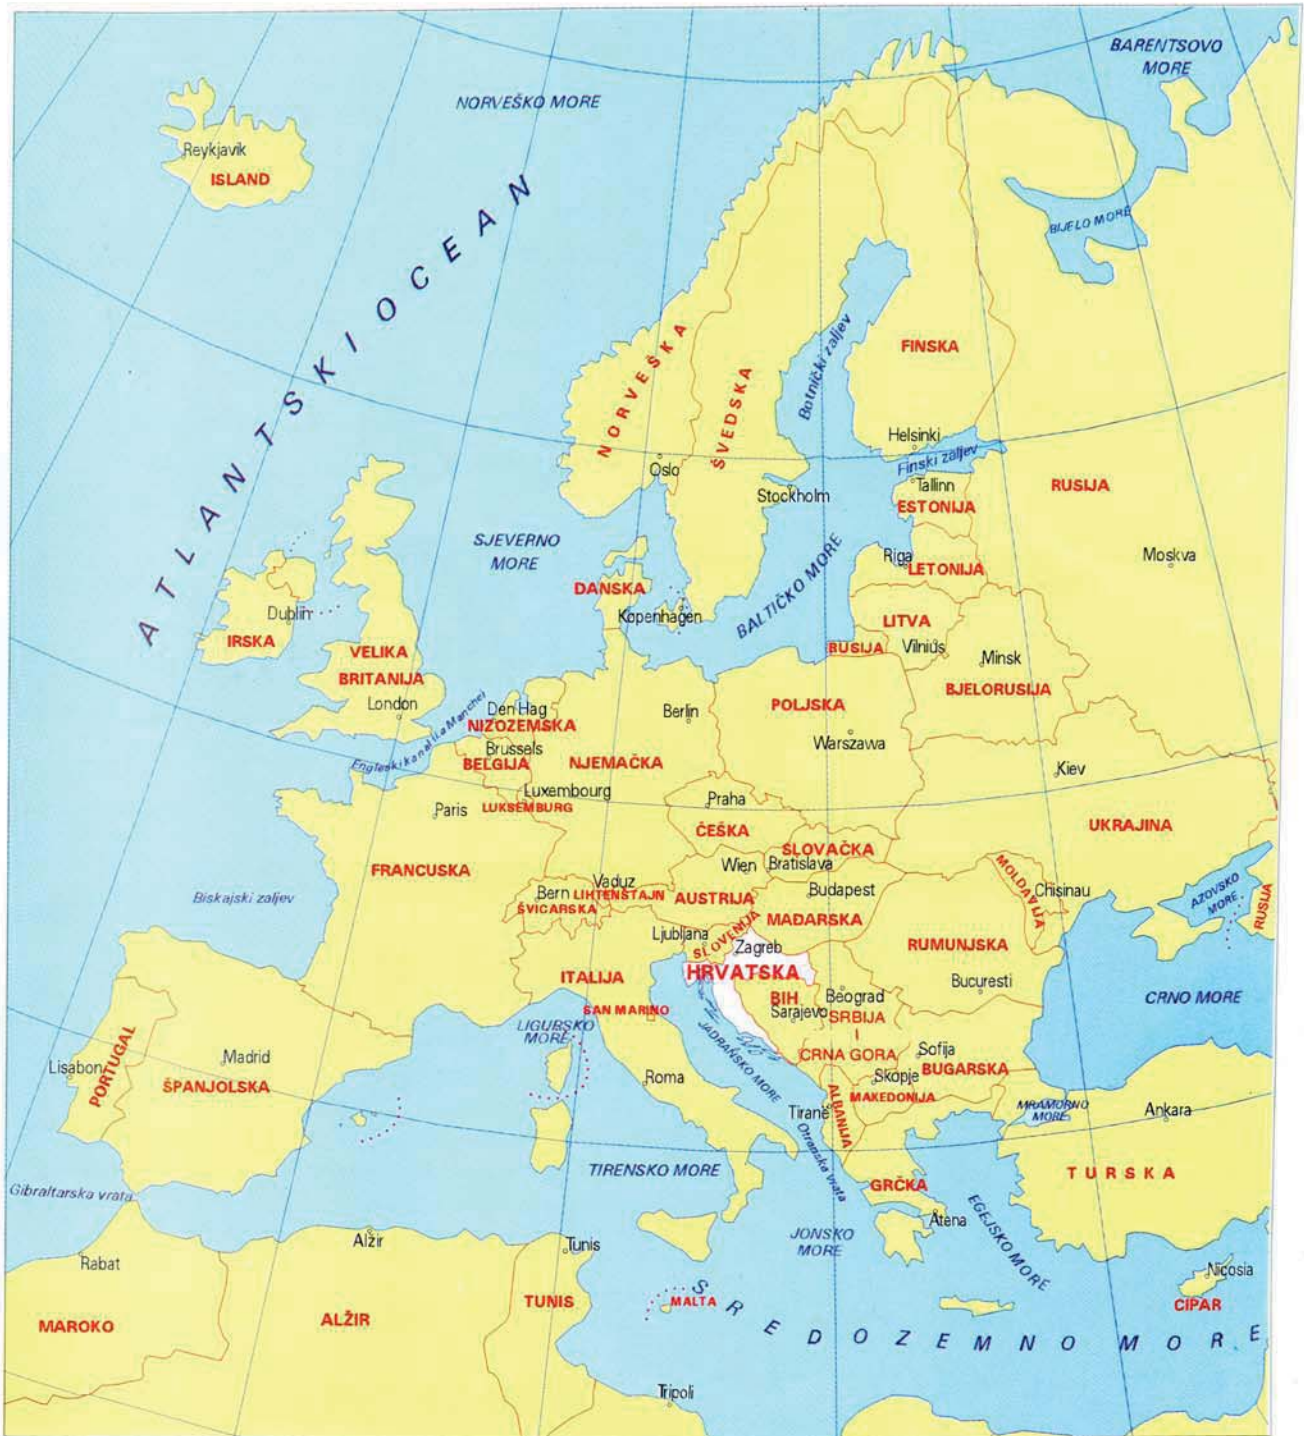 BARENTSOVO
MORE
NORVEŠKO MORE
Reykjavik
ISLAND
ATLANTSKI OCEAN
BIJELO MORE
NORVEŠKA
ŠVEDSKA
Botnički zaljev
FINSKA
Helsinki
Finski zaljev
Oslo
Stockholm
Tallinn
ESTONIJA
RUSIJA
SJEVERNO
MORE
Riga
LETONIJA
Moskva
DANSKA
Kopenhagen
BALTIČKO MORE
Dublin
IRSKA
VELIKA
BRITANIJA
London
LITVA
Vilnius
RUSIJA
Minsk
BJELORUSIJA
Engleski kanal i La Manche
Den Hag
NIZOZEMSKA
Brussels
BELGIJA
Berlin
POLJSKA
Warszawa
NJEMAČKA
Luxembourg
LUKSEMBURG
Paris
Praha
ČEŠKA
Kiev
UKRAJINA
SLOVAČKA
Bratislava
Wien
FRANCUSKA
Vaduz
Bern
LIHTENŠTAJN
ŠVICARSKA
AUSTRIJA
Budapest
MAĐARSKA
MOLDAVIJA
Chisinau
AZOVSKO
MORE
RUSIJA
Biskajski zaljev
Ljubljana
SLOVENIJA
Zagreb
HRVATSKA
RUMUNJSKA
Bucuresti
ITALIJA
SAN MARINO
BIH
Sarajevo
Beograd
SRBIJA
I
CRNA GORA
CRNO MORE
LIGURSKO
MORE
JADRANSKO MORE
Sofija
BUGARSKA
Skopje
MAKEDONIJA
PORTUGAL
Lisabon
Madrid
ŠPANJOLSKA
Roma
Tirane
ALBANIJA
Otranska vrata
MRAMORNO
MORE
Ankara
TURSKA
TIRENSKO MORE
GRČKA
Atena
Gibraltarska vrata
JONSKO
MORE
EGEJSKO MORE
Rabat
MAROKO
Alžir
ALŽIR
Tunis
TUNIS
MALTA
Nicosia
CIPAR
SREDOZEMNO MORE
Tripoli